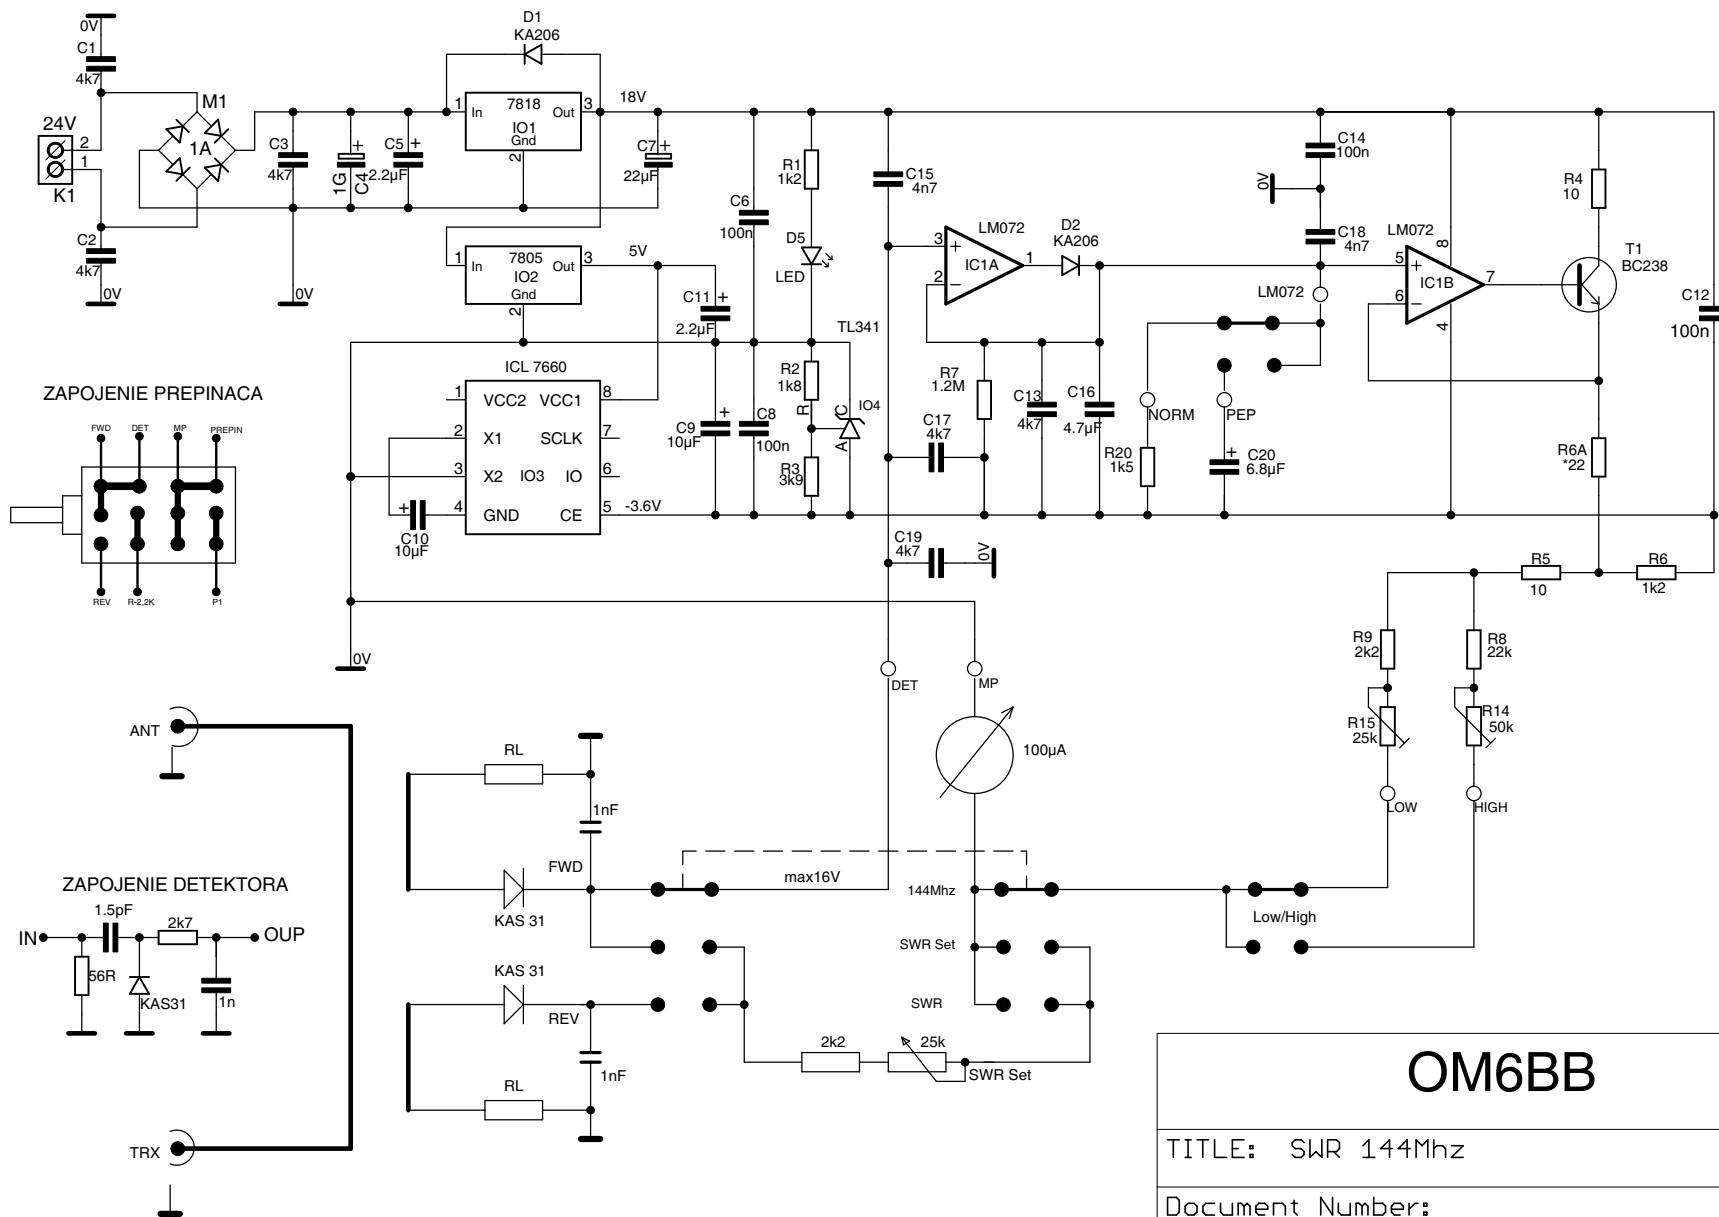 0V
C1
4k7
24V
2
1
K1
C2
4k7
0V
M1
1A
C3
4k7
1G
C4
+
C5
+
2.2µF
0V
D1
KA206
1
In
7818
IO1
Gnd
2
Out
3
18V
C7
+
22µF
1
In
7805
IO2
Gnd
2
Out
3
5V
C11
+
2.2µF
C6
100n
R1
1k2
D5
LED
TL341
R2
1k8
R
C
A
IO4
R3
3k9
C9
+
10µF
C8
100n
ICL 7660
1
VCC2
VCC1
8
2
X1
SCLK
7
3
X2
IO3
IO
6
4
GND
CE
5
-3.6V
+
C10
10µF
0V
C15
4n7
LM072
3
+
2
−
IC1A
1
D2
KA206
R7
1.2M
C13
4k7
C16
4.7µF
C17
4k7
C19
4k7
0V
C14
100n
0V
C18
4n7
LM072
NORM
PEP
R20
1k5
C20
+
6.8µF
LM072
5
+
6
−
IC1B
8
4
7
R4
10
T1
BC238
C12
100n
R6A
*22
R5
10
R6
1k2
R9
2k2
R8
22k
R15
25k
R14
50k
LOW
HIGH
ZAPOJENIE PREPINACA
FWD
DET
MP
PREPIN
REV
R-2,2K
P1
ANT
TRX
ZAPOJENIE DETEKTORA
1.5pF
2k7
IN
OUP
56R
KAS31
1n
RL
1nF
FWD
KAS 31
KAS 31
REV
1nF
RL
DET
MP
100µA
max16V
144Mhz
SWR Set
SWR
Low/High
2k2
25k
SWR Set
OM6BB
TITLE: SWR 144Mhz
Document Number: